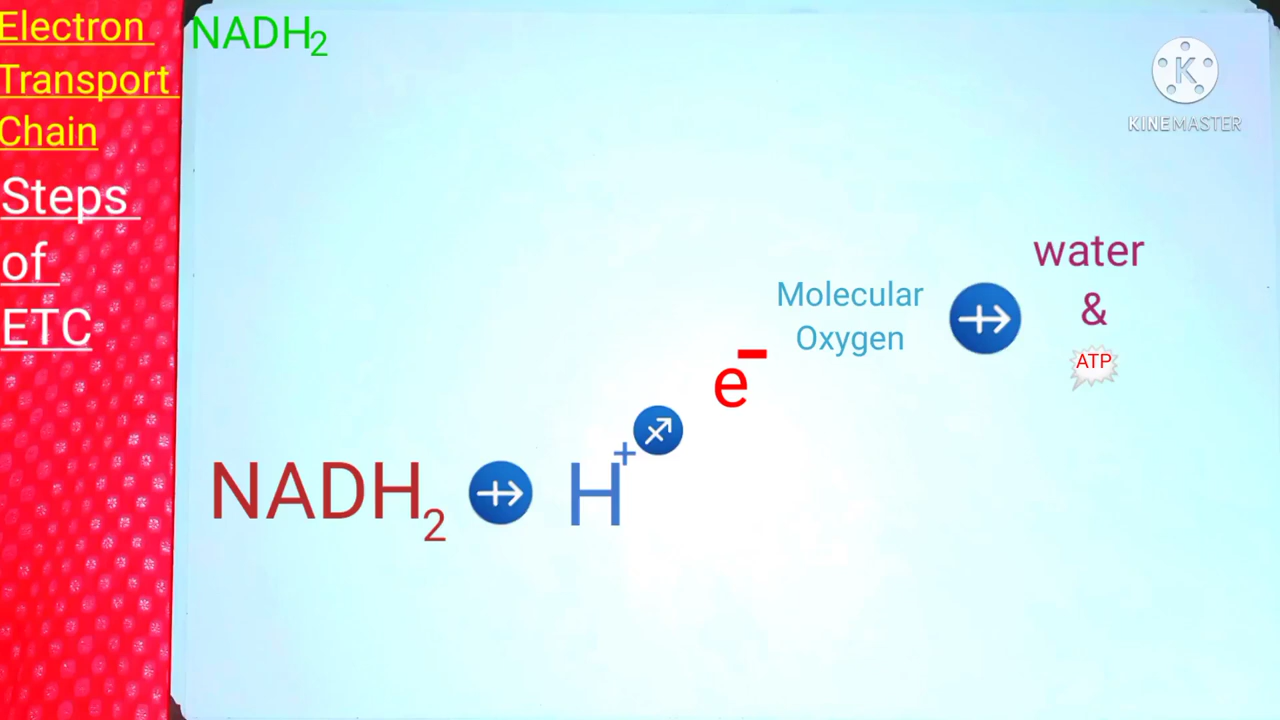 Electron
Transport
Chain
Steps
of
ETC
NADH₂
KINEMASTER
Molecular
Oxygen
water
&
ATP
e⁻
NADH₂ H⁺